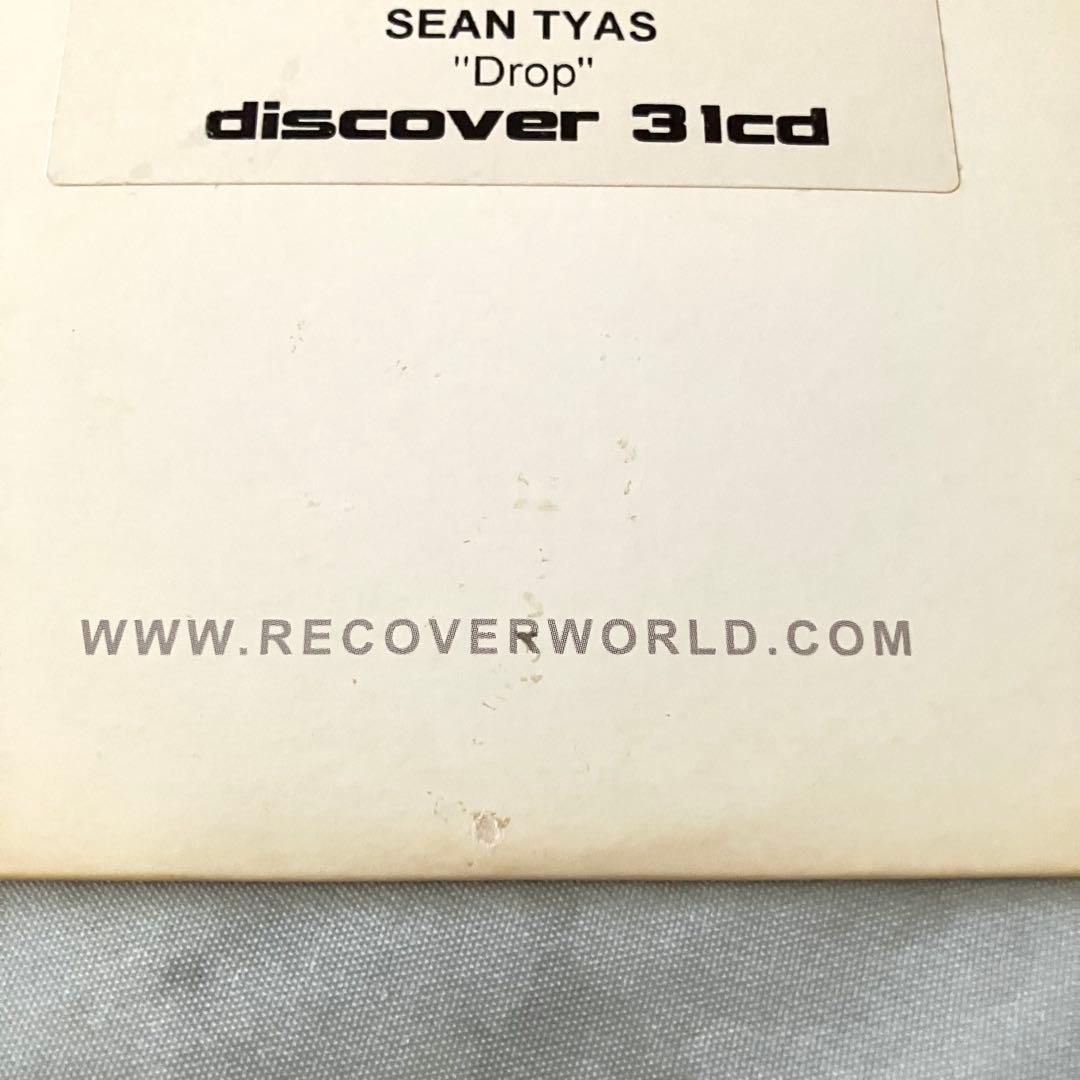 SEAN TYAS
"Drop"
discover 31cd
WWW.RECOVERWORLD.COM